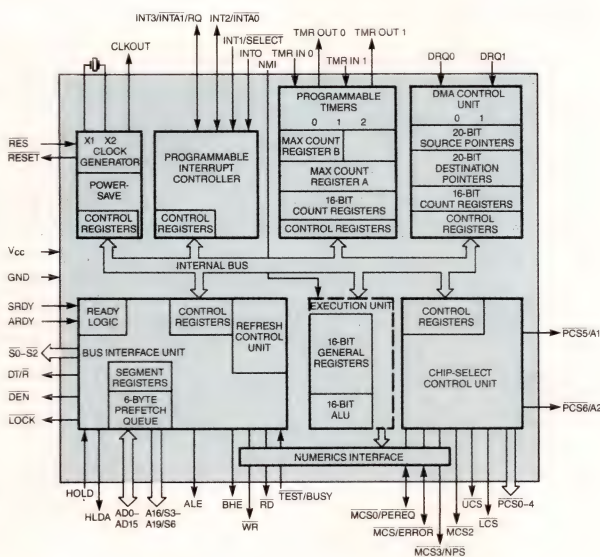 INT3/INTA1/RQ
INT2/INTA0
TMR OUT 0
TMR OUT 1
INT1/SELECT
CLKOUT
INTO
TMR IN 0
NMI
TMR IN 1
DRQ0
DRQ1
X1 X2
CLOCK
GENERATOR
POWER-
SAVE
CONTROL
REGISTERS
PROGRAMMABLE
INTERRUPT
CONTROLLER
CONTROL
REGISTERS
PROGRAMMABLE
TIMERS
0 1 2
MAX COUNT
REGISTER B
MAX COUNT
REGISTER A
16-BIT
COUNT REGISTERS
CONTROL REGISTERS
DMA CONTROL
UNIT
0 1
20-BIT
SOURCE POINTERS
20-BIT
DESTINATION
POINTERS
16-BIT
COUNT REGISTERS
CONTROL
REGISTERS
RES
RESET
VCC
GND
SRDY
ARDY
S0–S2
DT/R
DEN
LOCK
INTERNAL BUS
READY
LOGIC
CONTROL
REGISTERS
REFRESH
CONTROL
UNIT
BUS INTERFACE UNIT
SEGMENT
REGISTERS
6-BYTE
PREFETCH
QUEUE
EXECUTION UNIT
16-BIT
GENERAL
REGISTERS
16-BIT
ALU
CONTROL
REGISTERS
CHIP-SELECT
CONTROL UNIT
PCS5/A1
PCS6/A2
NUMERICS INTERFACE
HOLD
HLDA
AD0–
AD15
A16/S3–
A19/S6
ALE
BHE
WR
RD
TEST/BUSY
MCS0/PEREQ
MCS/ERROR
MCS3/NPS
MCS2
UCS
LCS
PCS0–4